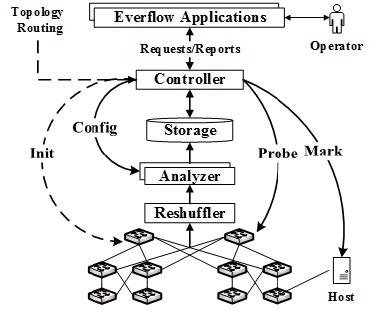 Topology
Routing
Everflow Applications
Operator
Requests/Reports
Controller
Config
Storage
Init
Probe
Mark
Analyzer
Reshuffler
Host